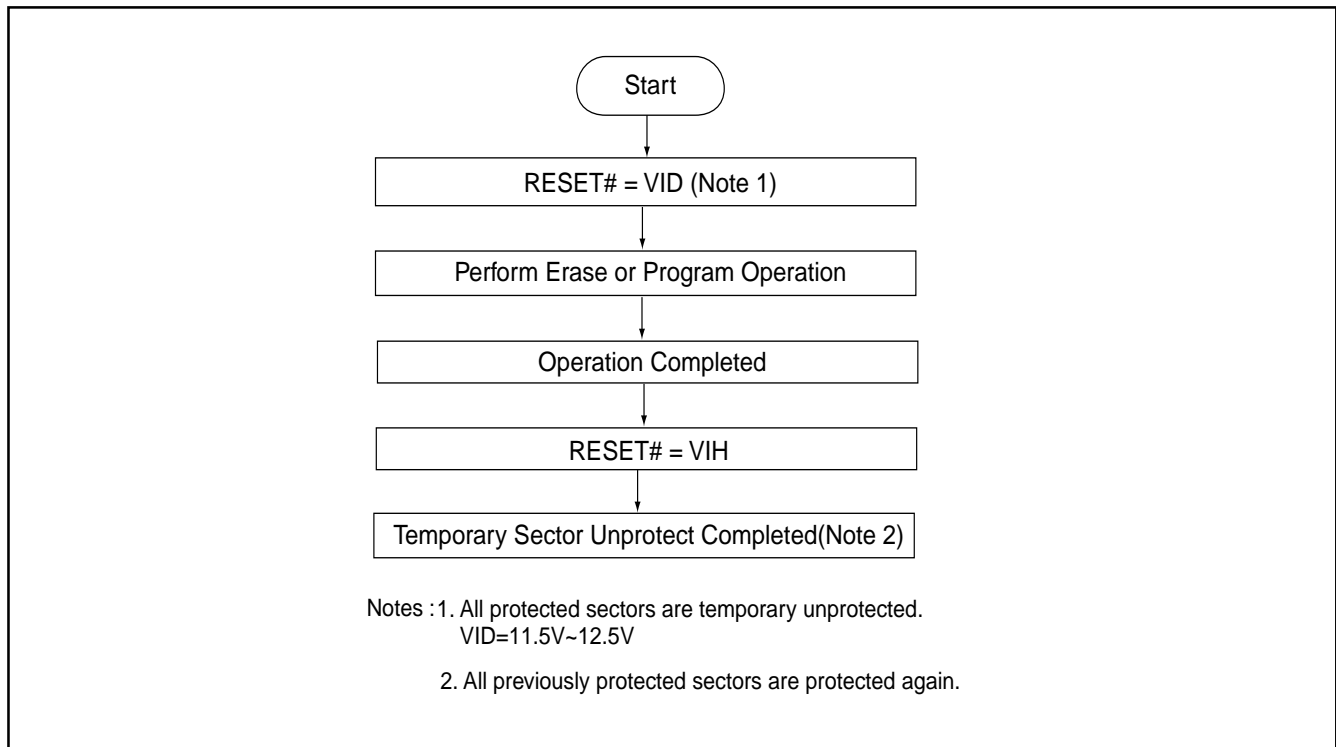 Start
RESET# = VID (Note 1)
Perform Erase or Program Operation
Operation Completed
RESET# = VIH
Temporary Sector Unprotect Completed(Note 2)
Notes : 1. All protected sectors are temporary unprotected.
VID=11.5V~12.5V
2. All previously protected sectors are protected again.